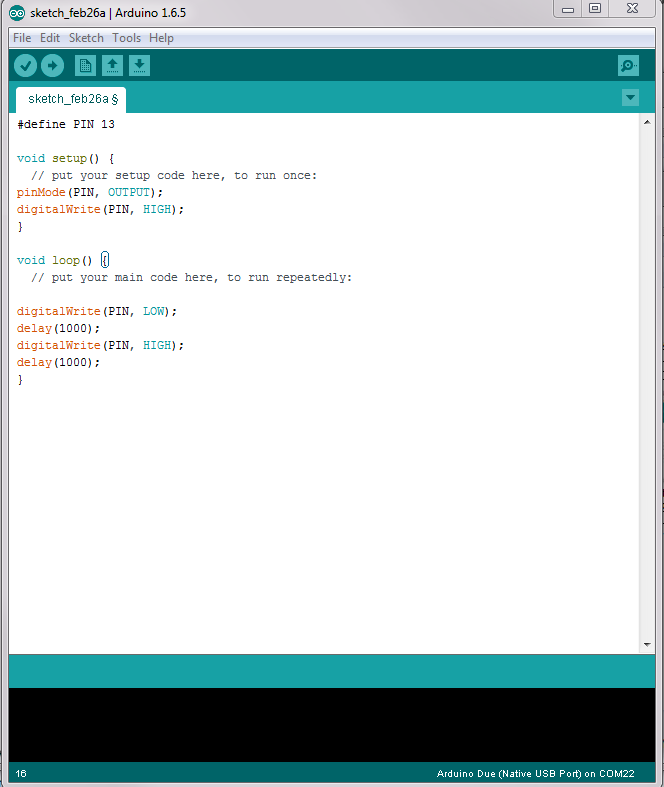 sketch_feb26a | Arduino 1.6.5
File Edit Sketch Tools Help
sketch_feb26a §
#define PIN 13
void setup() {
// put your setup code here, to run once:
pinMode(PIN, OUTPUT);
digitalWrite(PIN, HIGH);
}
void loop() {
// put your main code here, to run repeatedly:
digitalWrite(PIN, LOW);
delay(1000);
digitalWrite(PIN, HIGH);
delay(1000);
}
16
Arduino Due (Native USB Port) on COM22